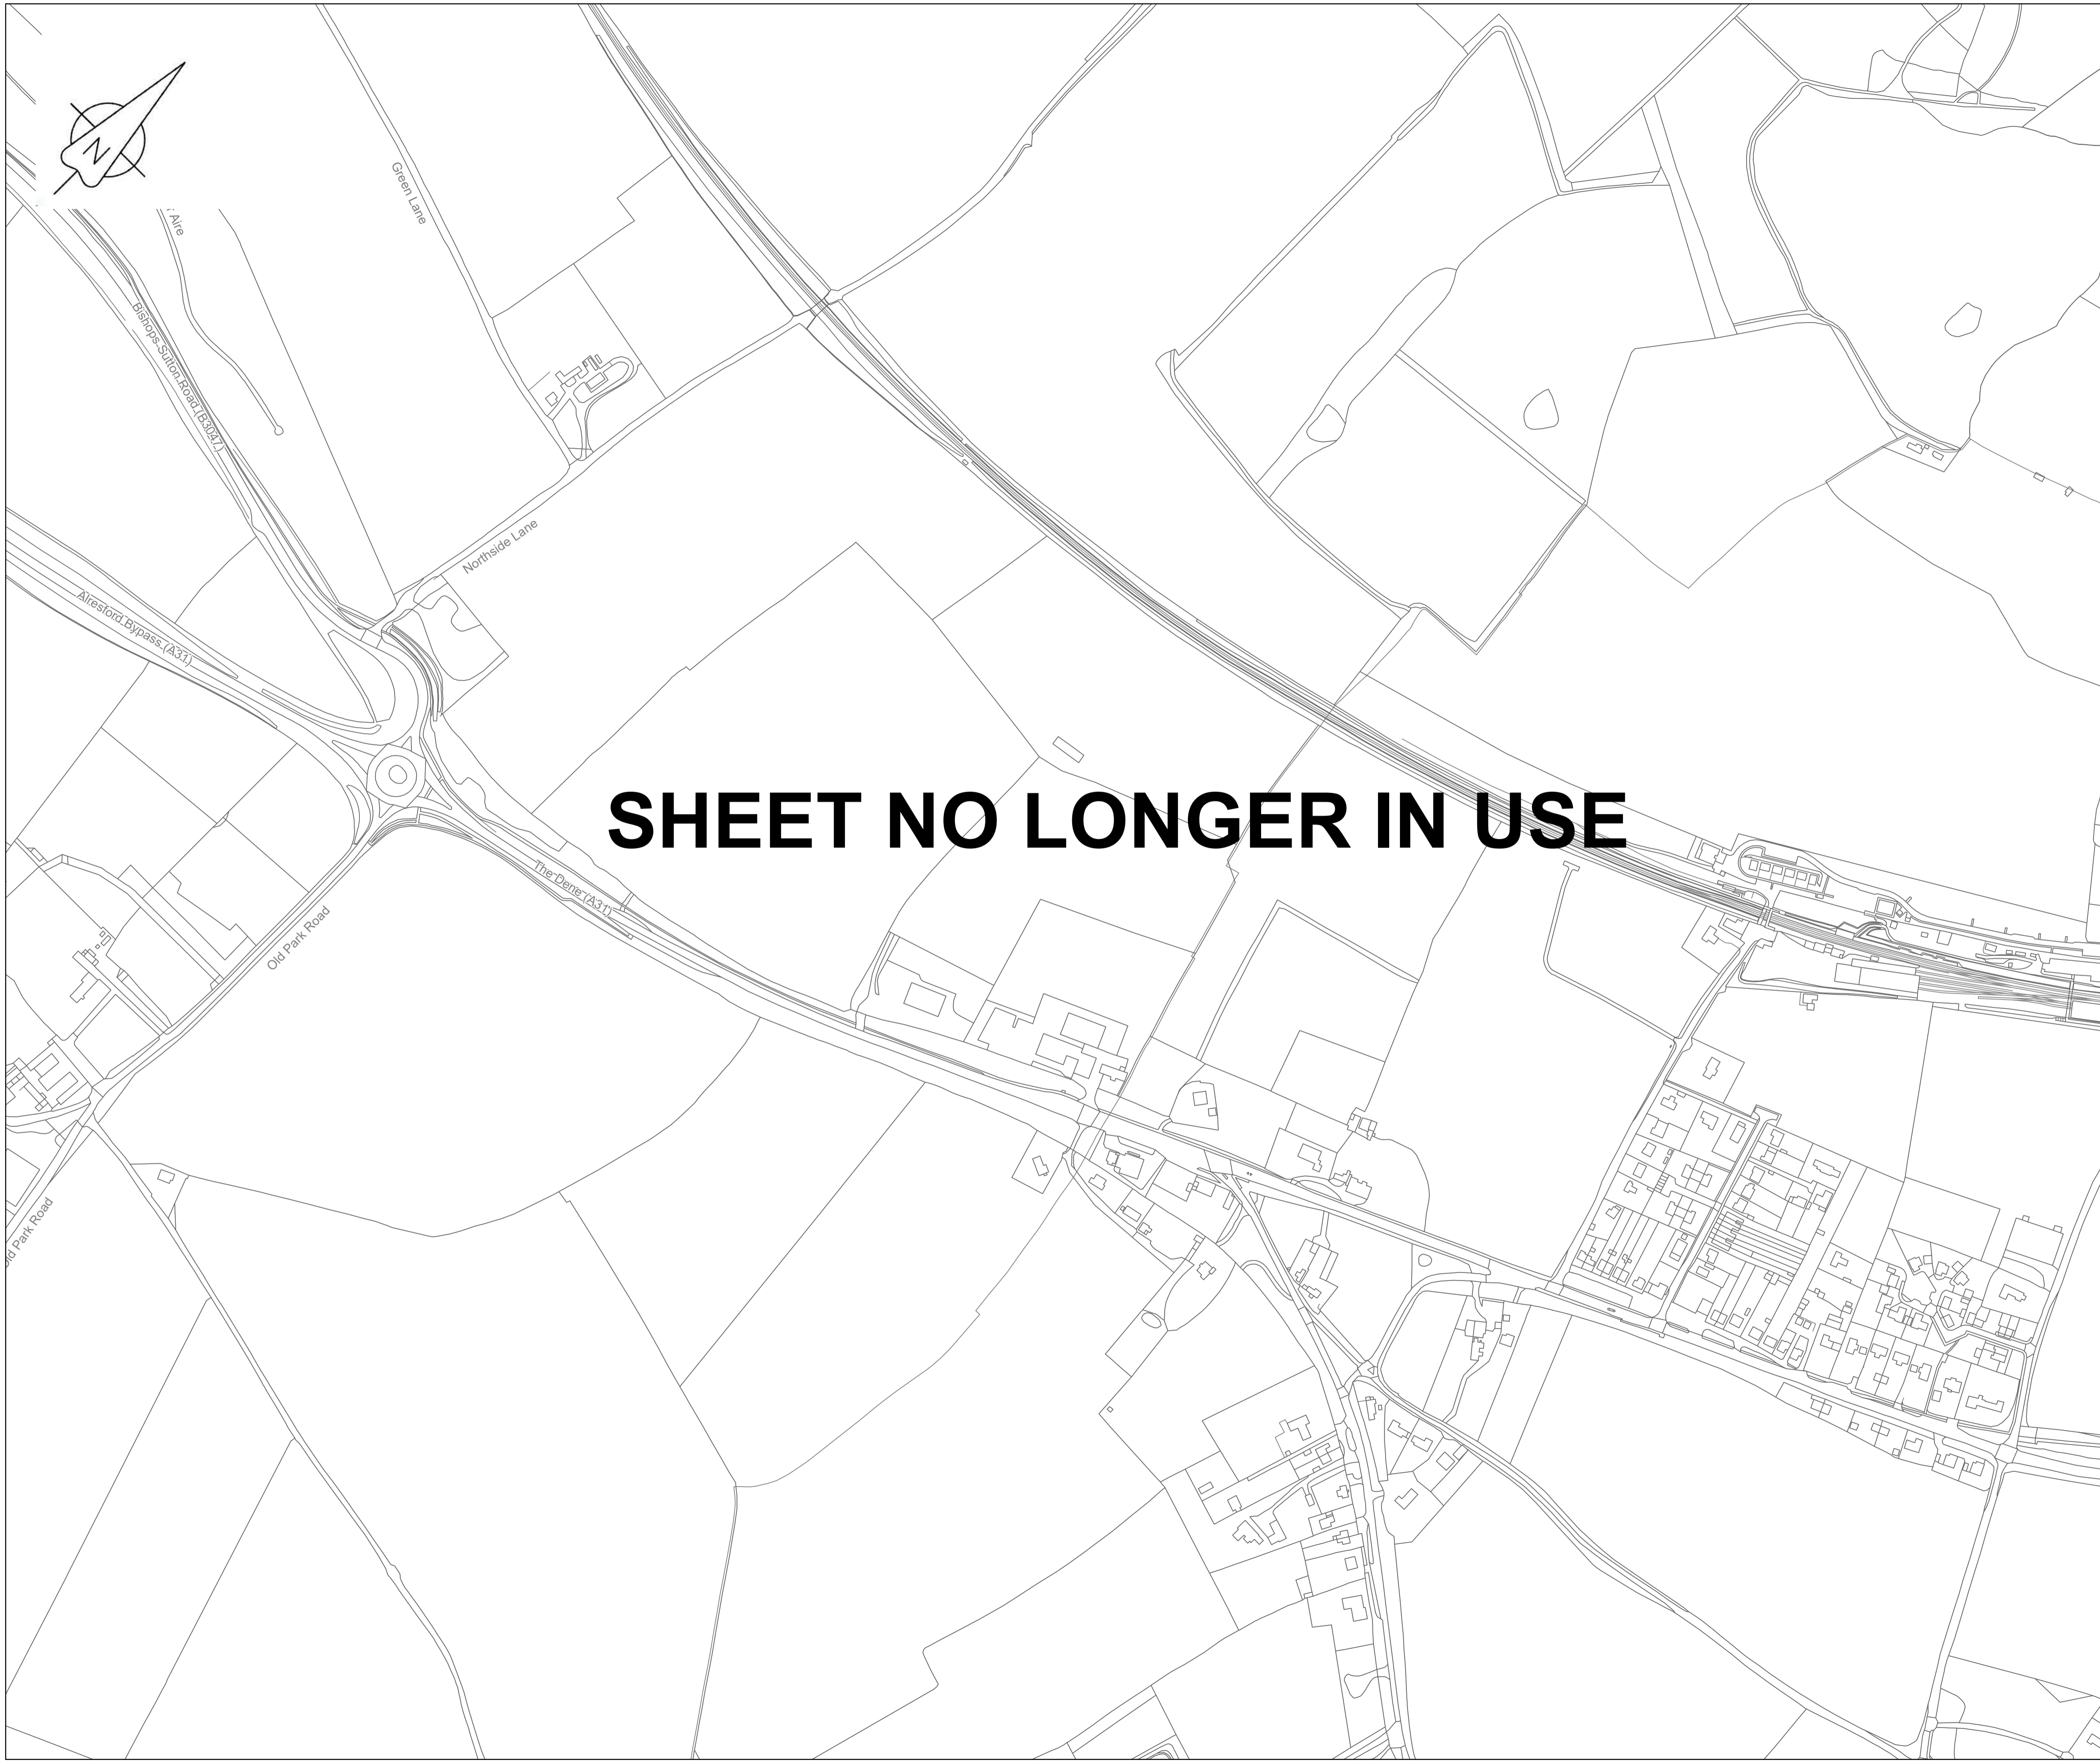 N
Aire
Green Lane
Bishops Sutton Road (B3047)
Northside Lane
Alresford Bypass (A31)
SHEET NO LONGER IN USE
The Dene (A31)
Old Park Road
Old Park Road